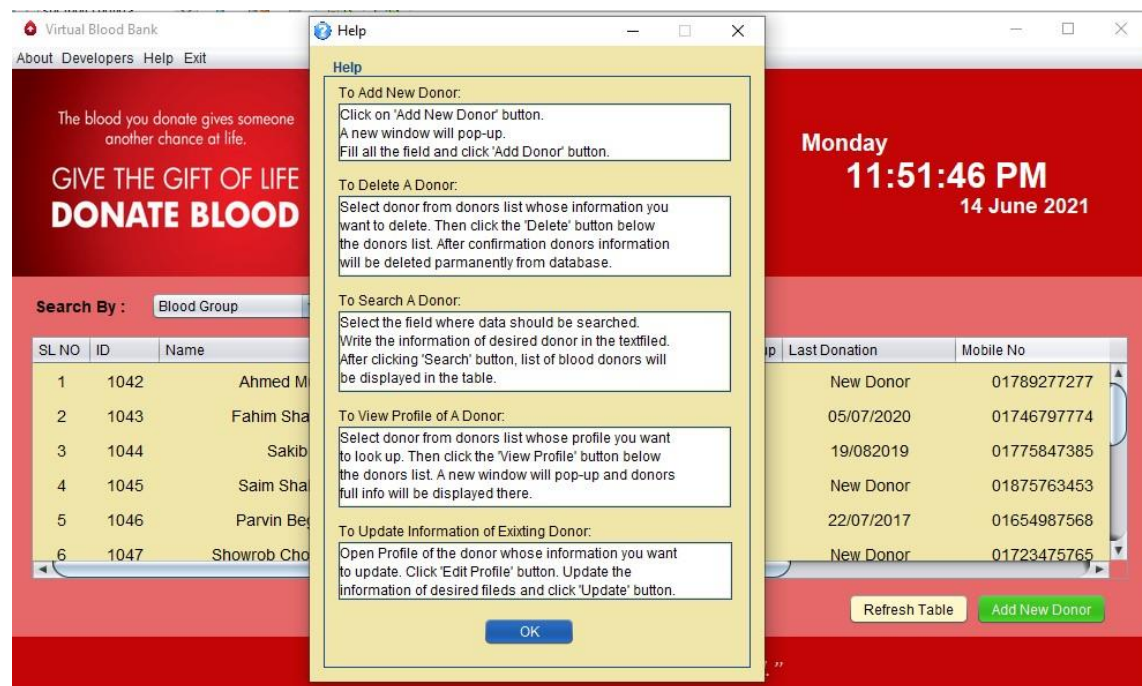 Virtual Blood Bank
About Developers Help Exit
The blood you donate gives someone
another chance at life.
GIVE THE GIFT OF LIFE
DONATE BLOOD
Monday
11:51:46 PM
14 June 2021
Search By : Blood Group
SL NO ID Name Last Donation Mobile No
1 1042 Ahmed New Donor 01789277277
2 1043 Fahim Sha 05/07/2020 01746797774
3 1044 Sakib 19/082019 01775847385
4 1045 Saim Sha New Donor 01875763453
5 1046 Parvin Be 22/07/2017 01654987568
6 1047 Showrob Cho New Donor 01723475765
Refresh Table Add New Donor
Help
Help
To Add New Donor:
Click on 'Add New Donor' button.
A new window will pop-up.
Fill all the field and click 'Add Donor' button.
To Delete A Donor:
Select donor from donors list whose information you
want to delete. Then click the 'Delete' button below
the donors list. After confirmation donors information
will be deleted parmanently from database.
To Search A Donor:
Select the field where data should be searched.
Write the information of desired donor in the textfiled.
After clicking 'Search' button, list of blood donors will
be displayed in the table.
To View Profile of A Donor:
Select donor from donors list whose profile you want
to look up. Then click the 'View Profile' button below
the donors list. A new window will pop-up and donors
full info will be displayed there.
To Update Information of Exixting Donor:
Open Profile of the donor whose information you want
to update. Click 'Edit Profile' button. Update the
information of desired fileds and click 'Update' button.
OK